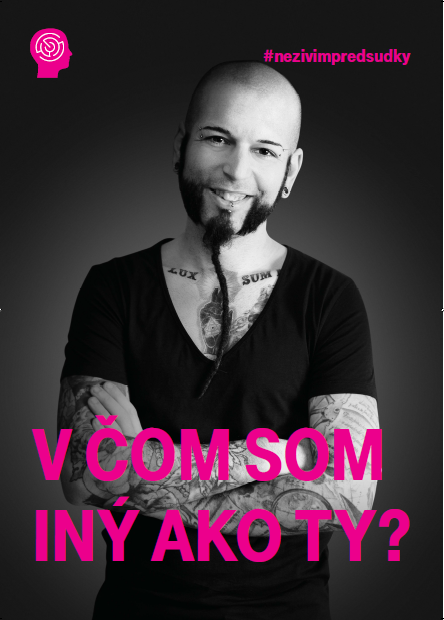 #nezivimpredsudky
LUX SUM
V ČOM SOM
INÝ AKO TY?